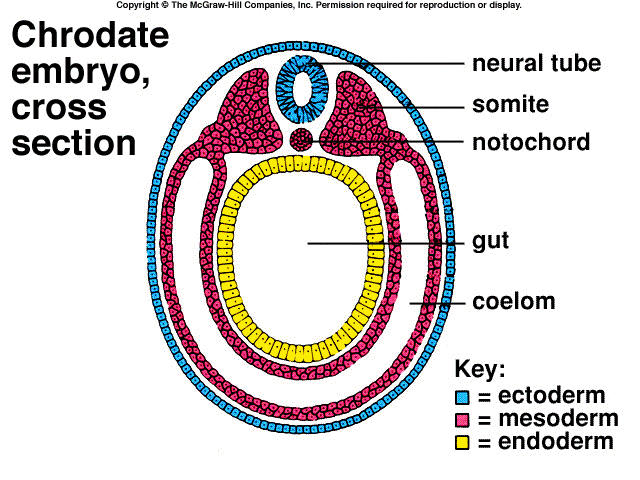 Copyright © The McGraw-Hill Companies, Inc. Permission required for reproduction or display.
Chrodate
embryo,
cross
section
neural tube
somite
notochord
gut
coelom
Key:
= ectoderm
= mesoderm
= endoderm